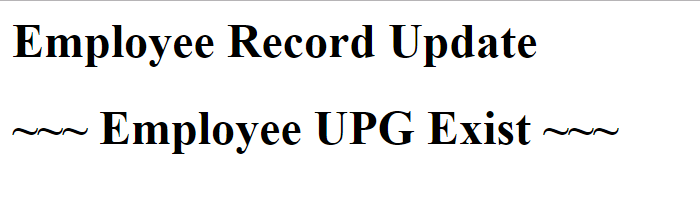 Employee Record Update
~~~ Employee UPG Exist ~~~